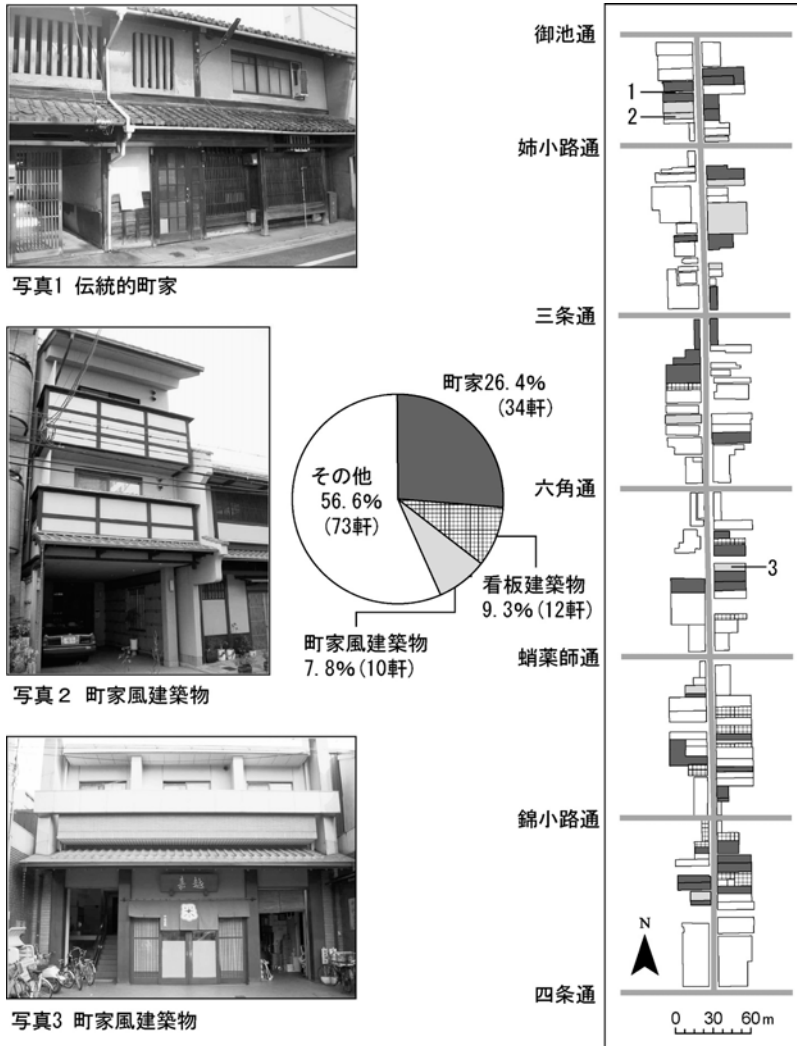 写真1 伝統的町家
写真2 町家風建築物
写真3 町家風建築物
町家26.4%
(34軒)
その他
56.6%
(73軒)
看板建築物
9.3%(12軒)
町家風建築物
7.8%(10軒)
御池通
1
2
姉小路通
三条通
六角通
3
蛸薬師通
錦小路通
N
四条通
0 30 60m